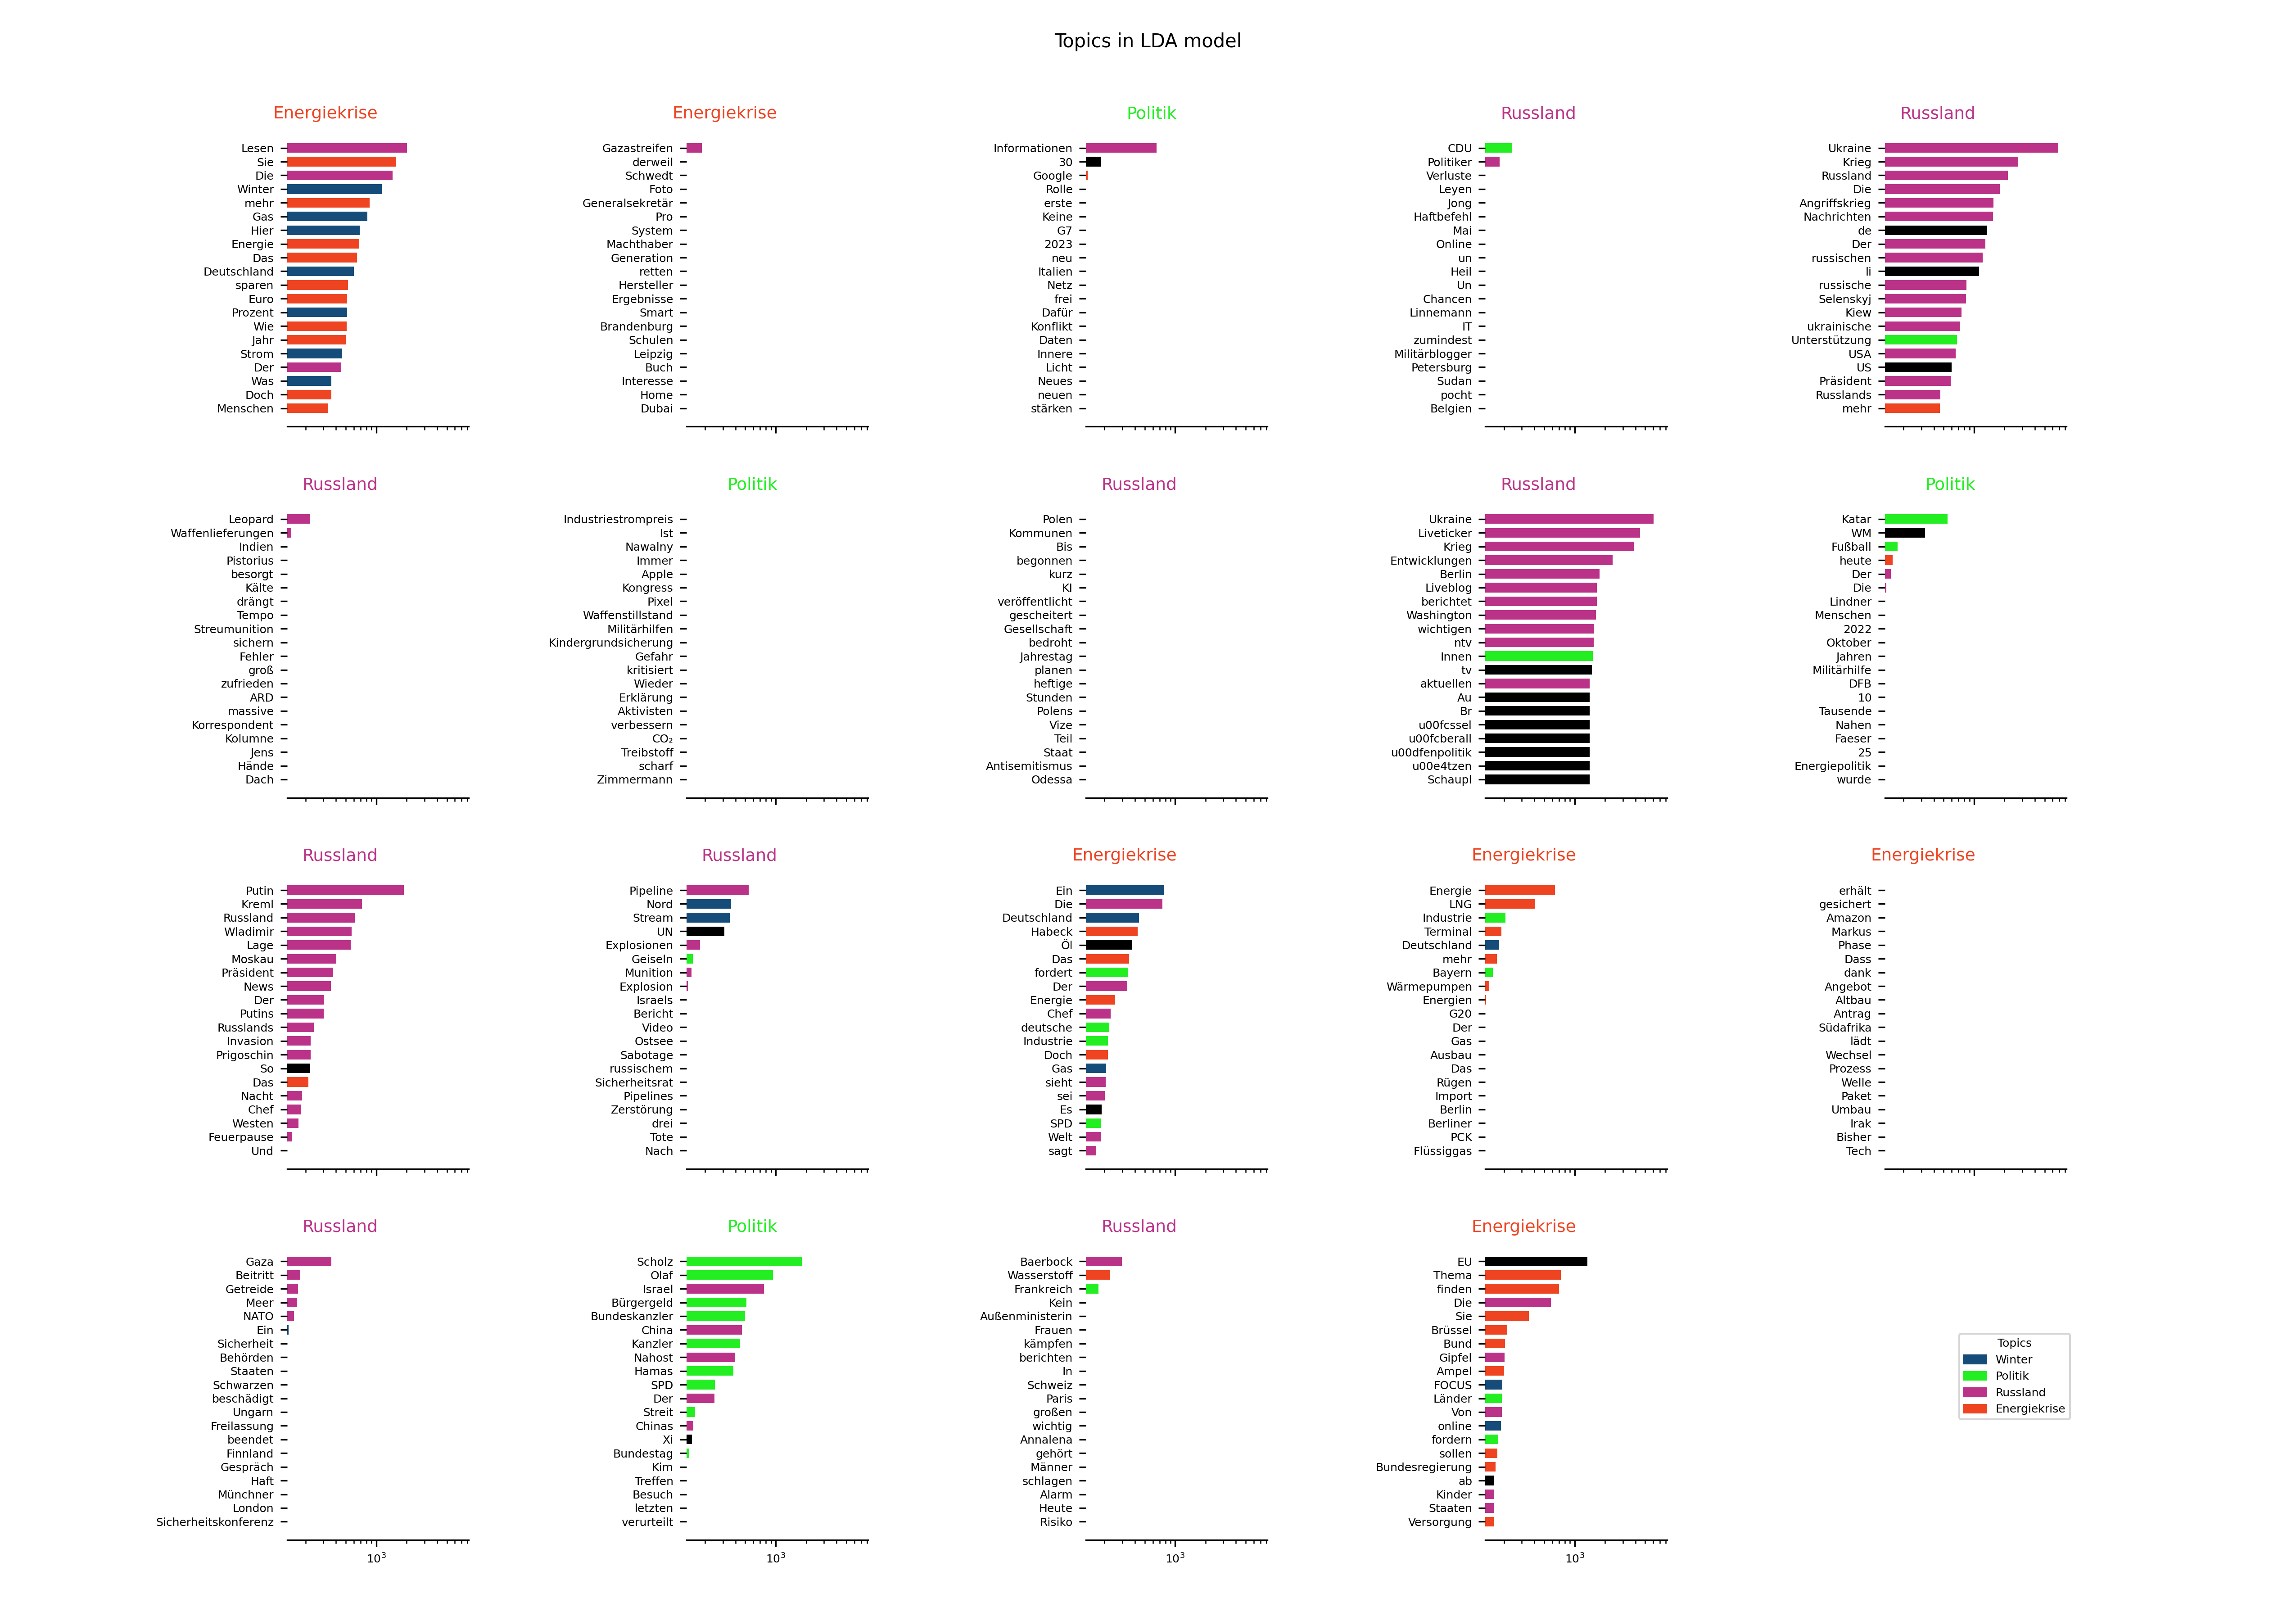 Topics in LDA model
Energiekrise
Lesen
Sie
Die
Winter
mehr
Gas
Hier
Energie
Das
Deutschland
sparen
Euro
Prozent
Wie
Jahr
Strom
Der
Was
Doch
Menschen
Energiekrise
Gazastreifen
derweil
Schwedt
Foto
Generalsekretär
Pro
System
Machthaber
Generation
retten
Hersteller
Ergebnisse
Smart
Brandenburg
Schulen
Leipzig
Buch
Interesse
Home
Dubai
Politik
Informationen
30
Google
Rolle
erste
Keine
G7
2023
neu
Italien
Netz
frei
Dafür
Konflikt
Daten
Innere
Licht
Neues
neuen
stärken
Russland
CDU
Politiker
Verluste
Leyen
Jong
Haftbefehl
Mai
Online
un
Heil
Un
Chancen
Linnemann
IT
zumindest
Militärblogger
Petersburg
Sudan
pocht
Belgien
Russland
Ukraine
Krieg
Russland
Die
Angriffskrieg
Nachrichten
de
Der
russischen
li
russische
Selenskyj
Kiew
ukrainische
Unterstützung
USA
US
Präsident
Russlands
mehr
Russland
Leopard
Waffenlieferungen
Indien
Pistorius
besorgt
Kälte
drängt
Tempo
Streumunition
sichern
Fehler
groß
zufrieden
ARD
massive
Korrespondent
Kolumne
Jens
Hände
Dach
Politik
Industriestrompreis
Ist
Nawalny
Immer
Apple
Kongress
Pixel
Waffenstillstand
Militärhilfen
Kindergrundsicherung
Gefahr
kritisiert
Wieder
Erklärung
Aktivisten
verbessern
CO₂
Treibstoff
scharf
Zimmermann
Russland
Polen
Kommunen
Bis
begonnen
kurz
KI
veröffentlicht
gescheitert
Gesellschaft
bedroht
Jahrestag
planen
heftige
Stunden
Polens
Vize
Teil
Staat
Antisemitismus
Odessa
Russland
Ukraine
Liveticker
Krieg
Entwicklungen
Berlin
Liveblog
berichtet
Washington
wichtigen
ntv
Innen
tv
aktuellen
Au
Br
u00fcssel
u00fcberall
u00dfenpolitik
u00e4tzen
Schaupl
Politik
Katar
WM
Fußball
heute
Der
Die
Lindner
Menschen
2022
Oktober
Jahren
Militärhilfe
DFB
10
Tausende
Nahen
Faeser
25
Energiepolitik
wurde
Russland
Putin
Kreml
Russland
Wladimir
Lage
Moskau
Präsident
News
Der
Putins
Russlands
Invasion
Prigoschin
So
Das
Nacht
Chef
Westen
Feuerpause
Und
Russland
Pipeline
Nord
Stream
UN
Explosionen
Geiseln
Munition
Explosion
Israels
Bericht
Video
Ostsee
Sabotage
russischem
Sicherheitsrat
Pipelines
Zerstörung
drei
Tote
Nach
Energiekrise
Ein
Die
Deutschland
Habeck
Öl
Das
fordert
Der
Energie
Chef
deutsche
Industrie
Doch
Gas
sieht
sei
Es
SPD
Welt
sagt
Energiekrise
Energie
LNG
Industrie
Terminal
Deutschland
mehr
Bayern
Wärmepumpen
Energien
G20
Der
Gas
Ausbau
Das
Rügen
Import
Berlin
Berliner
PCK
Flüssiggas
Energiekrise
erhält
gesichert
Amazon
Markus
Phase
Dass
dank
Angebot
Altbau
Antrag
Südafrika
lädt
Wechsel
Prozess
Welle
Paket
Umbau
Irak
Bisher
Tech
Russland
Gaza
Beitritt
Getreide
Meer
NATO
Ein
Sicherheit
Behörden
Staaten
Schwarzen
beschädigt
Ungarn
Freilassung
beendet
Finnland
Gespräch
Haft
Münchner
London
Sicherheitskonferenz
10³
Politik
Scholz
Olaf
Israel
Bürgergeld
Bundeskanzler
China
Kanzler
Nahost
Hamas
SPD
Der
Streit
Chinas
Xi
Bundestag
Kim
Treffen
Besuch
letzten
verurteilt
10³
Russland
Baerbock
Wasserstoff
Frankreich
Kein
Außenministerin
Frauen
kämpfen
berichten
In
Schweiz
Paris
großen
wichtig
Annalena
gehört
Männer
schlagen
Alarm
Heute
Risiko
10³
Energiekrise
EU
Thema
finden
Die
Sie
Brüssel
Bund
Gipfel
Ampel
FOCUS
Länder
Von
online
fordern
sollen
Bundesregierung
ab
Kinder
Staaten
Versorgung
10³
Topics
Winter
Politik
Russland
Energiekrise